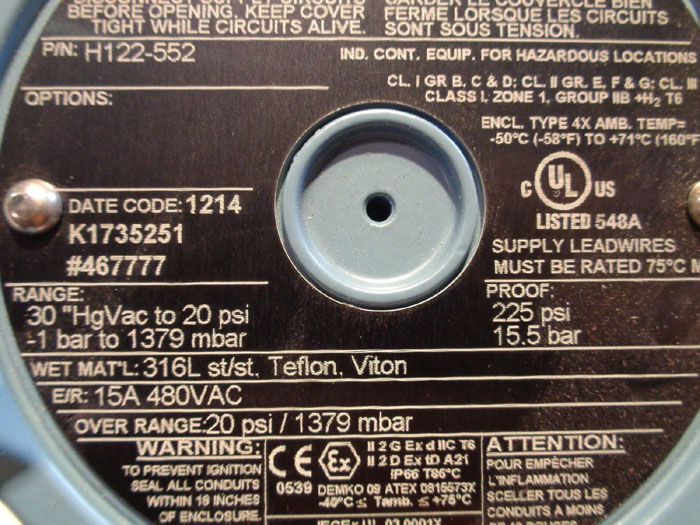 BEFORE OPENING. KEEP COVER
TIGHT WHILE CIRCUITS ALIVE.
GARDER LE COUVERCLE BIEN
FERME LORSQUE LES CIRCUITS
SONT SOUS TENSION.
P/N: H122-552
IND. CONT. EQUIP. FOR HAZARDOUS LOCATIONS
CL. I GR B, C & D; CL. II GR. E, F & G; CL. III
CLASS I, ZONE 1, GROUP IIB +H2 T6
OPTIONS:
ENCL. TYPE 4X AMB. TEMP=
-50°C (-58°F) TO +71°C (160°F
C UL US
LISTED 548A
DATE CODE: 1214
K1735251
#467777
SUPPLY LEADWIRES
MUST BE RATED 75°C M
RANGE:
30 "HgVac to 20 psi
-1 bar to 1379 mbar
PROOF:
225 psi
15.5 bar
WET MAT'L: 316L st/st, Teflon, Viton
E/R: 15A 480VAC
OVER RANGE: 20 psi / 1379 mbar
WARNING:
TO PREVENT IGNITION
SEAL ALL CONDUITS
WITHIN 18 INCHES
OF ENCLOSURE.
CE Ex II 2 G Ex d IIC T6
II 2 D Ex tD A21
IP66 T85°C
0539 DEMKO 09 ATEX 0815573X
-40°C ≤ Tamb. ≤ +75°C
IECEx UL
ATTENTION:
POUR EMPÊCHER
L'INFLAMMATION
SCELLER TOUS LES
CONDUITS A MOINS